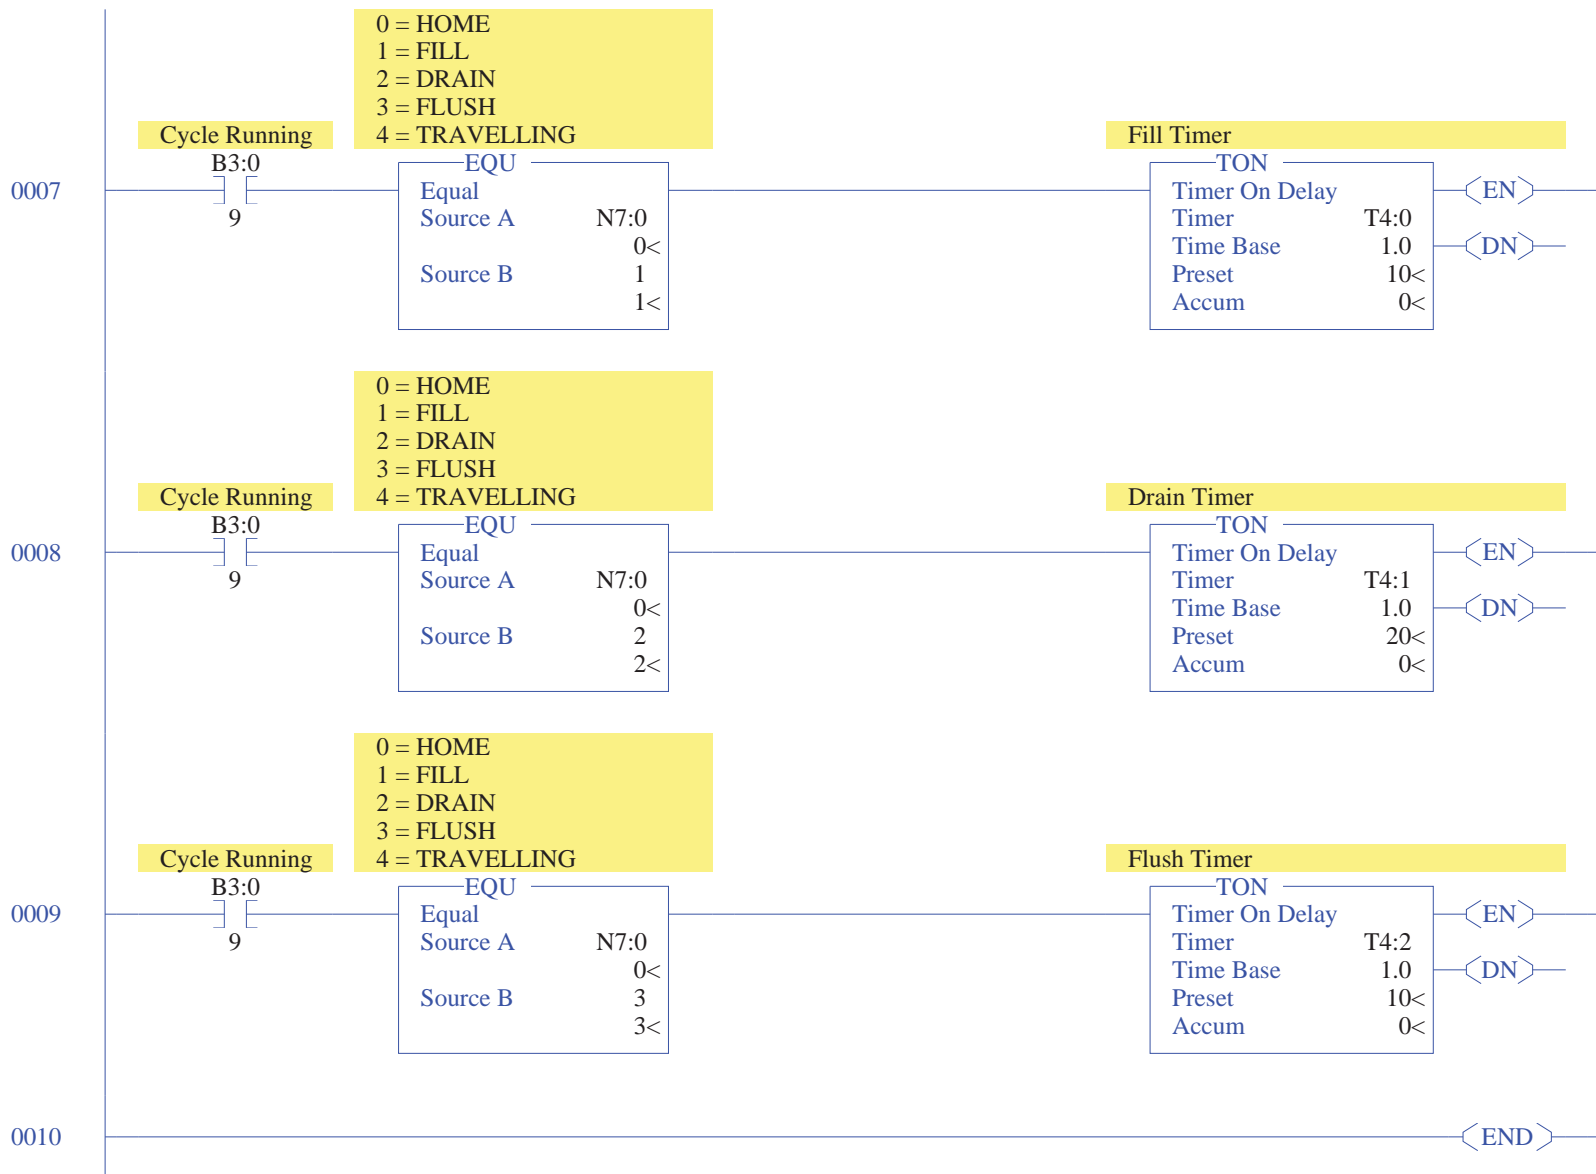 0 = HOME
1 = FILL
2 = DRAIN
3 = FLUSH
4 = TRAVELLING
Cycle Running
Fill Timer
B3:0
EQU
TON
0007
Equal
Timer On Delay
EN
9
Source A N7:0
Timer T4:0
0<
Time Base 1.0
DN
Source B 1
Preset 10<
1<
Accum 0<
0 = HOME
1 = FILL
2 = DRAIN
3 = FLUSH
4 = TRAVELLING
Cycle Running
Drain Timer
B3:0
EQU
TON
0008
Equal
Timer On Delay
EN
9
Source A N7:0
Timer T4:1
0<
Time Base 1.0
DN
Source B 2
Preset 20<
2<
Accum 0<
0 = HOME
1 = FILL
2 = DRAIN
3 = FLUSH
4 = TRAVELLING
Cycle Running
Flush Timer
B3:0
EQU
TON
0009
Equal
Timer On Delay
EN
9
Source A N7:0
Timer T4:2
0<
Time Base 1.0
DN
Source B 3
Preset 10<
3<
Accum 0<
0010
END